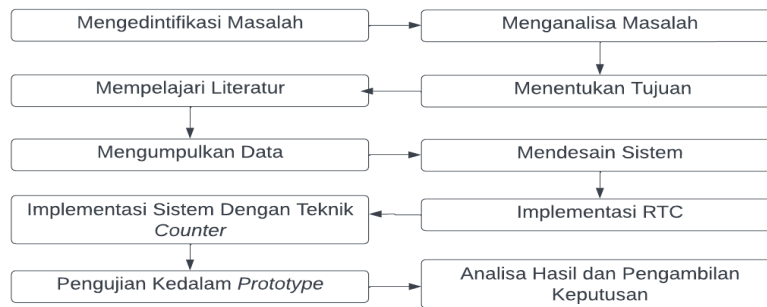 Mengedintifikasi Masalah
Menganalisa Masalah
Mempelajari Literatur
Menentukan Tujuan
Mengumpulkan Data
Mendesain Sistem
Implementasi Sistem Dengan Teknik
Counter
Implementasi RTC
Pengujian Kedalam Prototype
Analisa Hasil dan Pengambilan
Keputusan